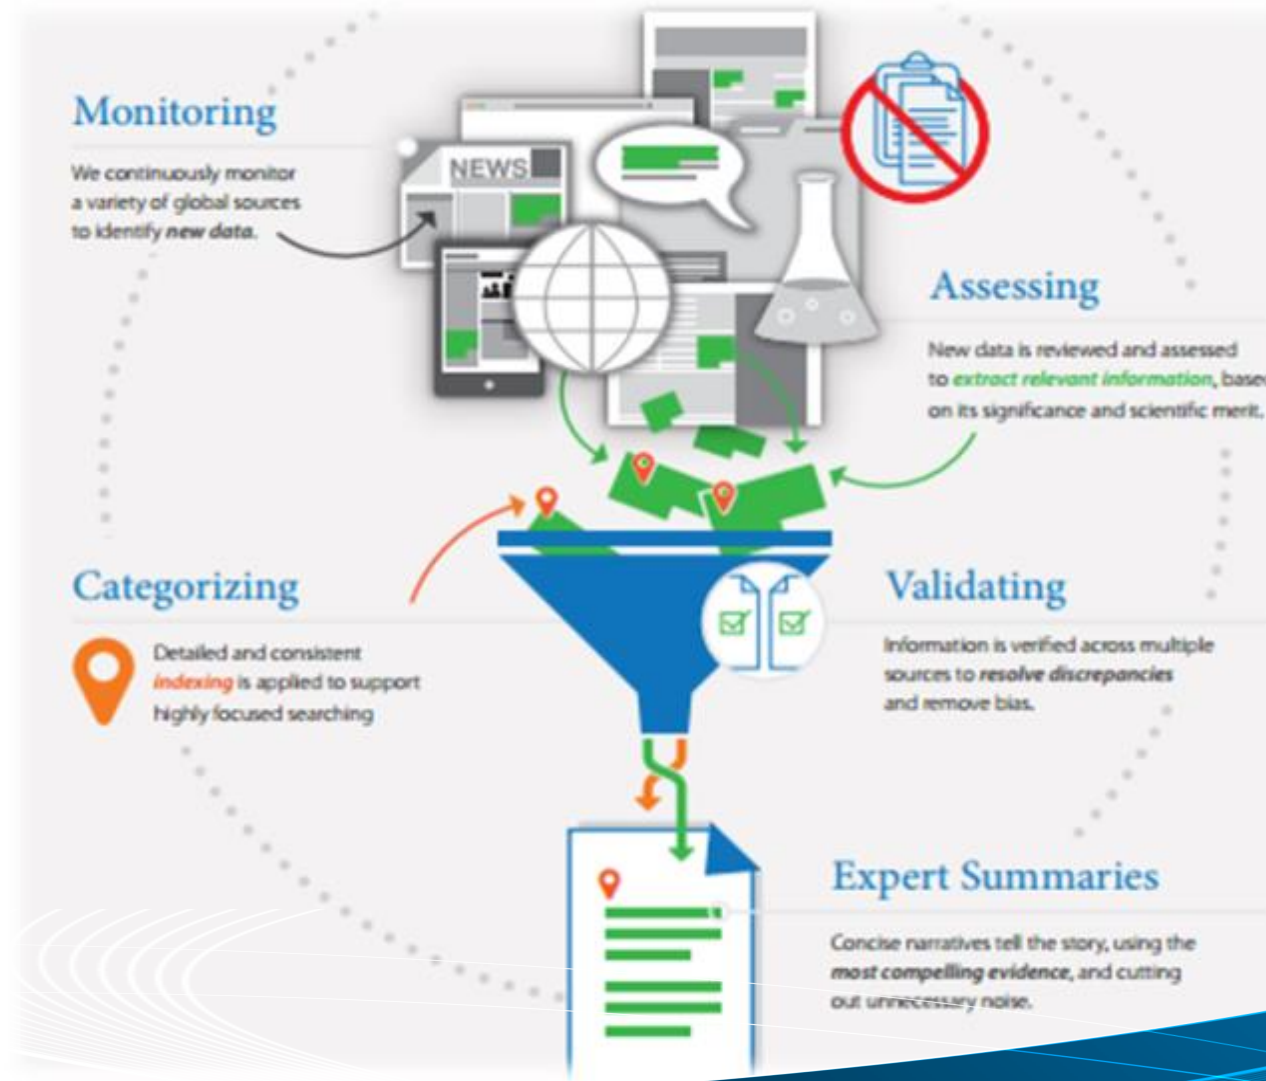 Monitoring
We continuously monitor
a variety of global sources
to identify new data.
NEWS
Assessing
New data is reviewed and assessed
to extract relevant information, based
on its significance and scientific merit.
Categorizing
Detailed and consistent
indexing is applied to support
highly focused searching
Validating
Information is verified across multiple
sources to resolve discrepancies
and remove bias.
Expert Summaries
Concise narratives tell the story, using the
most compelling evidence, and cutting
out unnecessary noise.